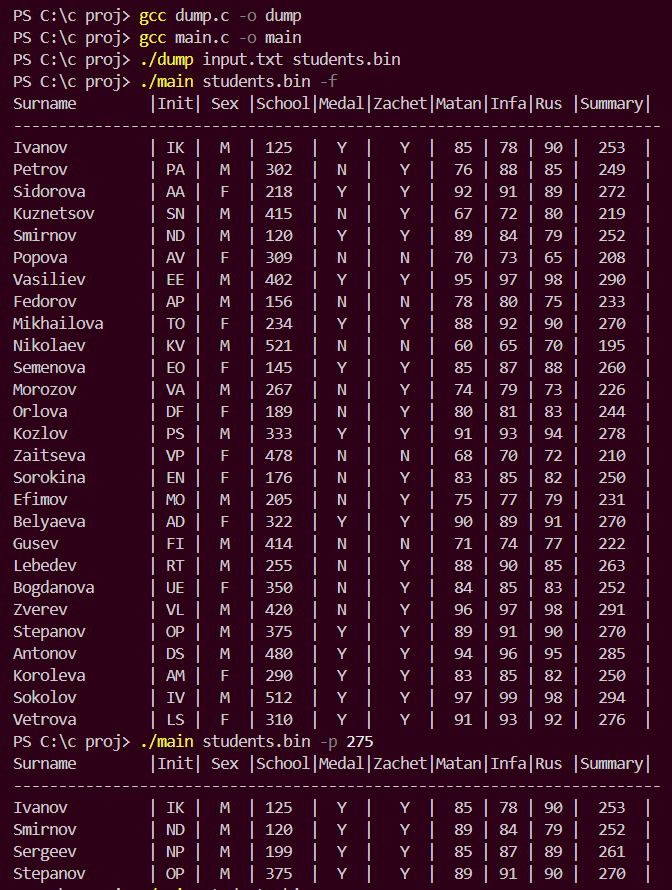 PS C:\c proj> gcc dump.c -o dump
PS C:\c proj> gcc main.c -o main
PS C:\c proj> ./dump input.txt students.bin
PS C:\c proj> ./main students.bin -f
Surname |Init| Sex |School|Medal|Zachet|Matan|Infa|Rus |Summary|
-----------------------------------------------------------------------
Ivanov | IK | M | 125 | Y | Y | 85 | 78 | 90 | 253 |
Petrov | PA | M | 302 | N | Y | 76 | 88 | 85 | 249 |
Sidorova | AA | F | 218 | Y | Y | 92 | 91 | 89 | 272 |
Kuznetsov | SN | M | 415 | N | Y | 67 | 72 | 80 | 219 |
Smirnov | ND | M | 120 | Y | Y | 89 | 84 | 79 | 252 |
Popova | AV | F | 309 | N | N | 70 | 73 | 65 | 208 |
Vasiliev | EE | M | 402 | Y | Y | 95 | 97 | 98 | 290 |
Fedorov | AP | M | 156 | N | N | 78 | 80 | 75 | 233 |
Mikhailova | TO | F | 234 | Y | Y | 88 | 92 | 90 | 270 |
Nikolaev | KV | M | 521 | N | N | 60 | 65 | 70 | 195 |
Semenova | EO | F | 145 | Y | Y | 85 | 87 | 88 | 260 |
Morozov | VA | M | 267 | N | Y | 74 | 79 | 73 | 226 |
Orlova | DF | F | 189 | N | Y | 80 | 81 | 83 | 244 |
Kozlov | PS | M | 333 | Y | Y | 91 | 93 | 94 | 278 |
Zaitseva | VP | F | 478 | N | N | 68 | 70 | 72 | 210 |
Sorokina | EN | F | 176 | N | Y | 83 | 85 | 82 | 250 |
Efimov | MO | M | 205 | N | Y | 75 | 77 | 79 | 231 |
Belyaeva | AD | F | 322 | Y | Y | 90 | 89 | 91 | 270 |
Gusev | FI | M | 414 | N | N | 71 | 74 | 77 | 222 |
Lebedev | RT | M | 255 | N | Y | 88 | 90 | 85 | 263 |
Bogdanova | UE | F | 350 | N | Y | 84 | 85 | 83 | 252 |
Zverev | VL | M | 420 | N | Y | 96 | 97 | 98 | 291 |
Stepanov | OP | M | 375 | Y | Y | 89 | 91 | 90 | 270 |
Antonov | DS | M | 480 | Y | Y | 94 | 96 | 95 | 285 |
Koroleva | AM | F | 290 | Y | Y | 83 | 85 | 82 | 250 |
Sokolov | IV | M | 512 | Y | Y | 97 | 99 | 98 | 294 |
Vetrova | LS | F | 310 | Y | Y | 91 | 93 | 92 | 276 |
PS C:\c proj> ./main students.bin -p 275
Surname |Init| Sex |School|Medal|Zachet|Matan|Infa|Rus |Summary|
-----------------------------------------------------------------------
Ivanov | IK | M | 125 | Y | Y | 85 | 78 | 90 | 253 |
Smirnov | ND | M | 120 | Y | Y | 89 | 84 | 79 | 252 |
Sergeev | NP | M | 199 | Y | Y | 85 | 87 | 89 | 261 |
Stepanov | OP | M | 375 | Y | Y | 89 | 91 | 90 | 270 |